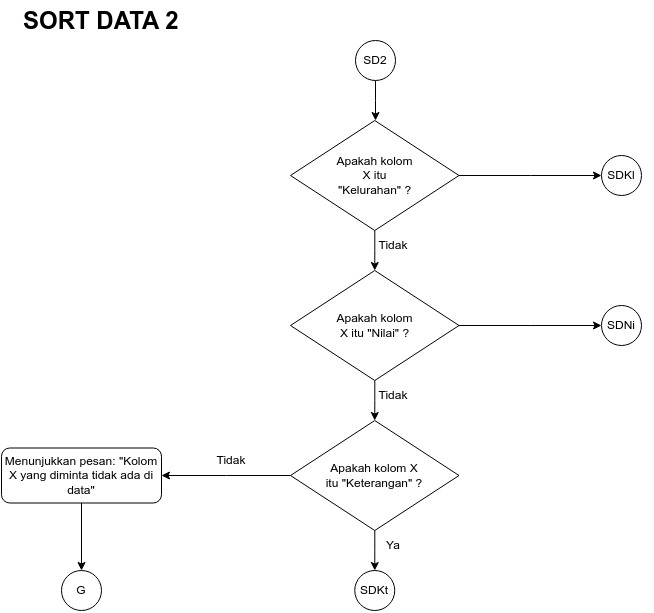 SORT DATA 2
SD2
Apakah kolom
X itu
"Kelurahan" ?
SDKl
Tidak
Apakah kolom
X itu "Nilai" ?
SDNi
Tidak
Apakah kolom X
itu "Keterangan" ?
Tidak
Menunjukkan pesan: "Kolom
X yang diminta tidak ada di
data"
Ya
G
SDKt